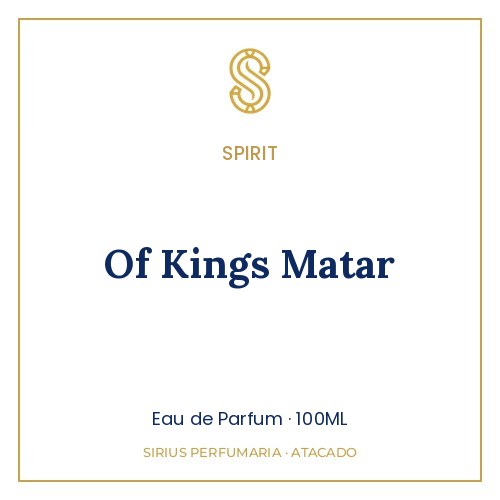 SPIRIT
Of Kings Matar
Eau de Parfum · 100ML
SIRIUS PERFUMARIA · ATACADO